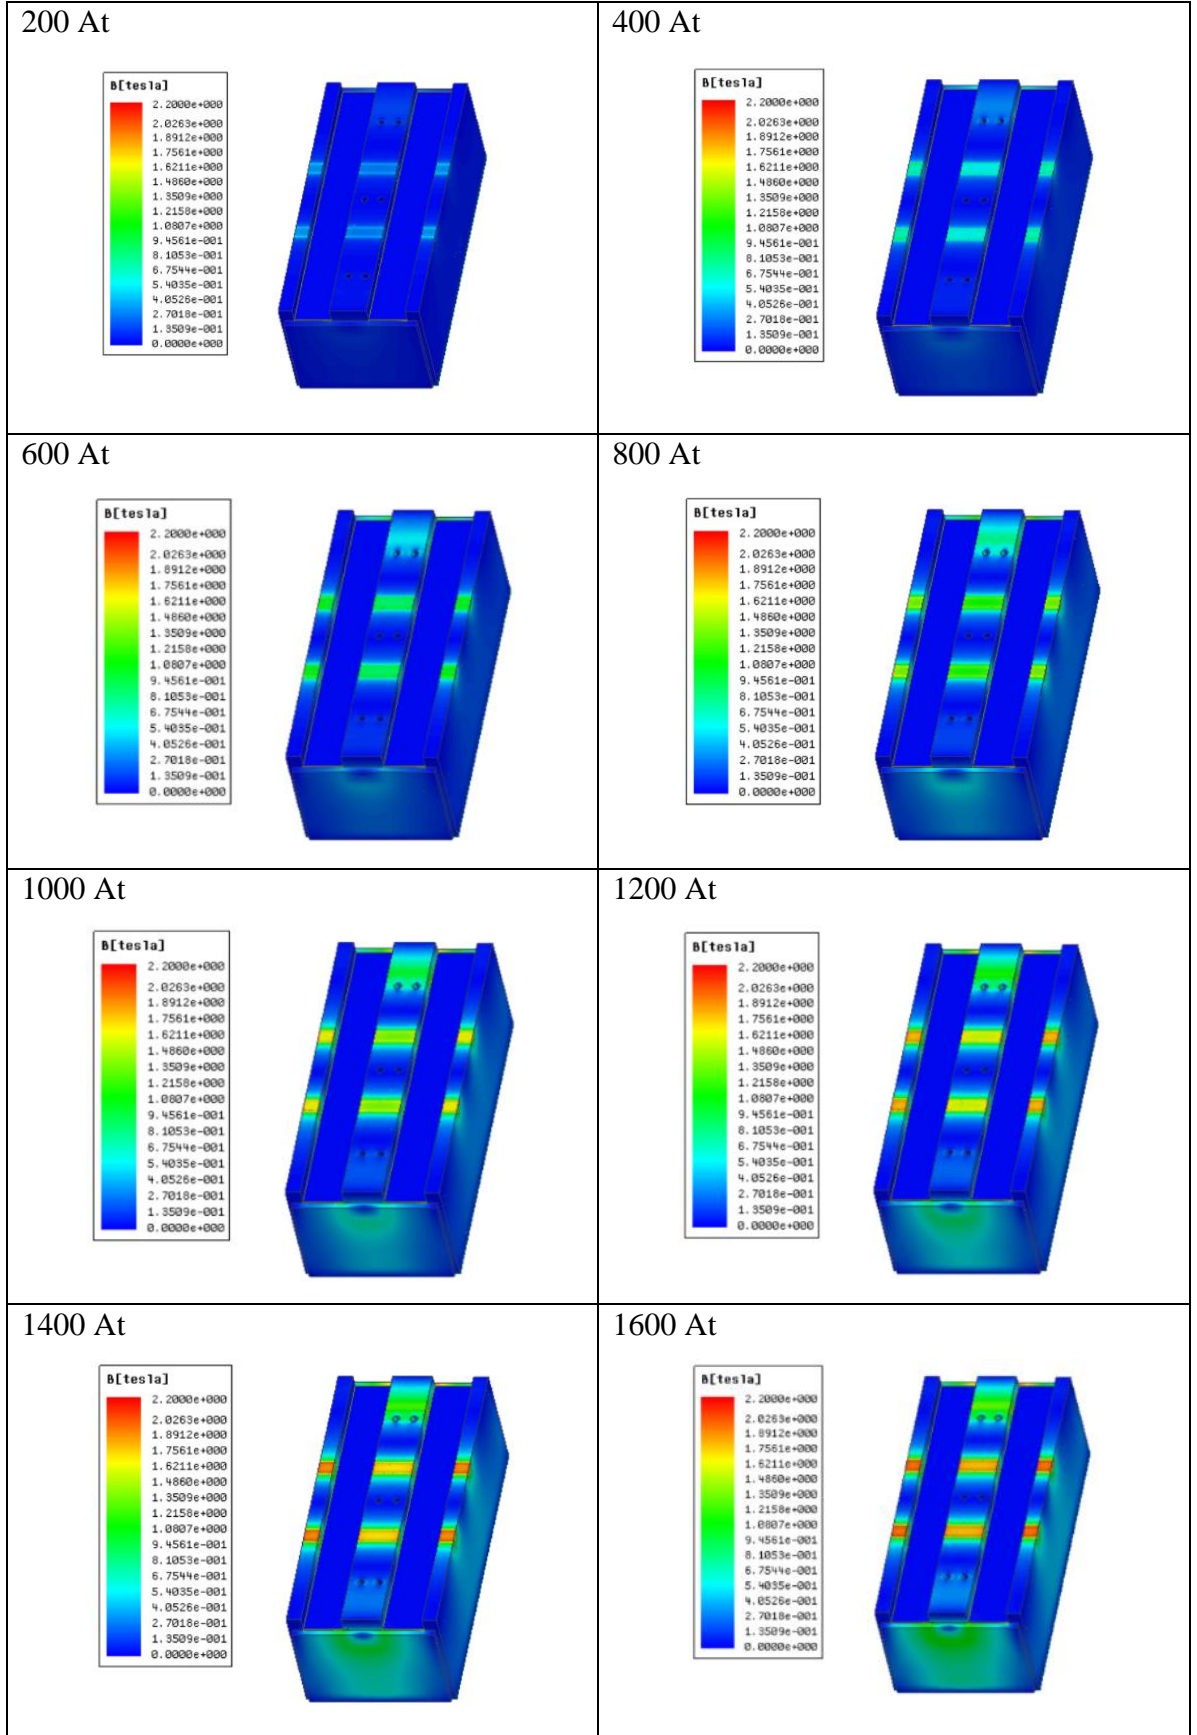 200 At
B[tesla]
2.2000e+000
2.0263e+000
1.8912e+000
1.7561e+000
1.6211e+000
1.4860e+000
1.3509e+000
1.2158e+000
1.0807e+000
9.4561e-001
8.1053e-001
6.7544e-001
5.4035e-001
4.0526e-001
2.7018e-001
1.3509e-001
0.0000e+000
400 At
B[tesla]
2.2000e+000
2.0263e+000
1.8912e+000
1.7561e+000
1.6211e+000
1.4860e+000
1.3509e+000
1.2158e+000
1.0807e+000
9.4561e-001
8.1053e-001
6.7544e-001
5.4035e-001
4.0526e-001
2.7018e-001
1.3509e-001
0.0000e+000
600 At
B[tesla]
2.2000e+000
2.0263e+000
1.8912e+000
1.7561e+000
1.6211e+000
1.4860e+000
1.3509e+000
1.2158e+000
1.0807e+000
9.4561e-001
8.1053e-001
6.7544e-001
5.4035e-001
4.0526e-001
2.7018e-001
1.3509e-001
0.0000e+000
800 At
B[tesla]
2.2000e+000
2.0263e+000
1.8912e+000
1.7561e+000
1.6211e+000
1.4860e+000
1.3509e+000
1.2158e+000
1.0807e+000
9.4561e-001
8.1053e-001
6.7544e-001
5.4035e-001
4.0526e-001
2.7018e-001
1.3509e-001
0.0000e+000
1000 At
B[tesla]
2.2000e+000
2.0263e+000
1.8912e+000
1.7561e+000
1.6211e+000
1.4860e+000
1.3509e+000
1.2158e+000
1.0807e+000
9.4561e-001
8.1053e-001
6.7544e-001
5.4035e-001
4.0526e-001
2.7018e-001
1.3509e-001
0.0000e+000
1200 At
B[tesla]
2.2000e+000
2.0263e+000
1.8912e+000
1.7561e+000
1.6211e+000
1.4860e+000
1.3509e+000
1.2158e+000
1.0807e+000
9.4561e-001
8.1053e-001
6.7544e-001
5.4035e-001
4.0526e-001
2.7018e-001
1.3509e-001
0.0000e+000
1400 At
B[tesla]
2.2000e+000
2.0263e+000
1.8912e+000
1.7561e+000
1.6211e+000
1.4860e+000
1.3509e+000
1.2158e+000
1.0807e+000
9.4561e-001
8.1053e-001
6.7544e-001
5.4035e-001
4.0526e-001
2.7018e-001
1.3509e-001
0.0000e+000
1600 At
B[tesla]
2.2000e+000
2.0263e+000
1.8912e+000
1.7561e+000
1.6211e+000
1.4860e+000
1.3509e+000
1.2158e+000
1.0807e+000
9.4561e-001
8.1053e-001
6.7544e-001
5.4035e-001
4.0526e-001
2.7018e-001
1.3509e-001
0.0000e+000